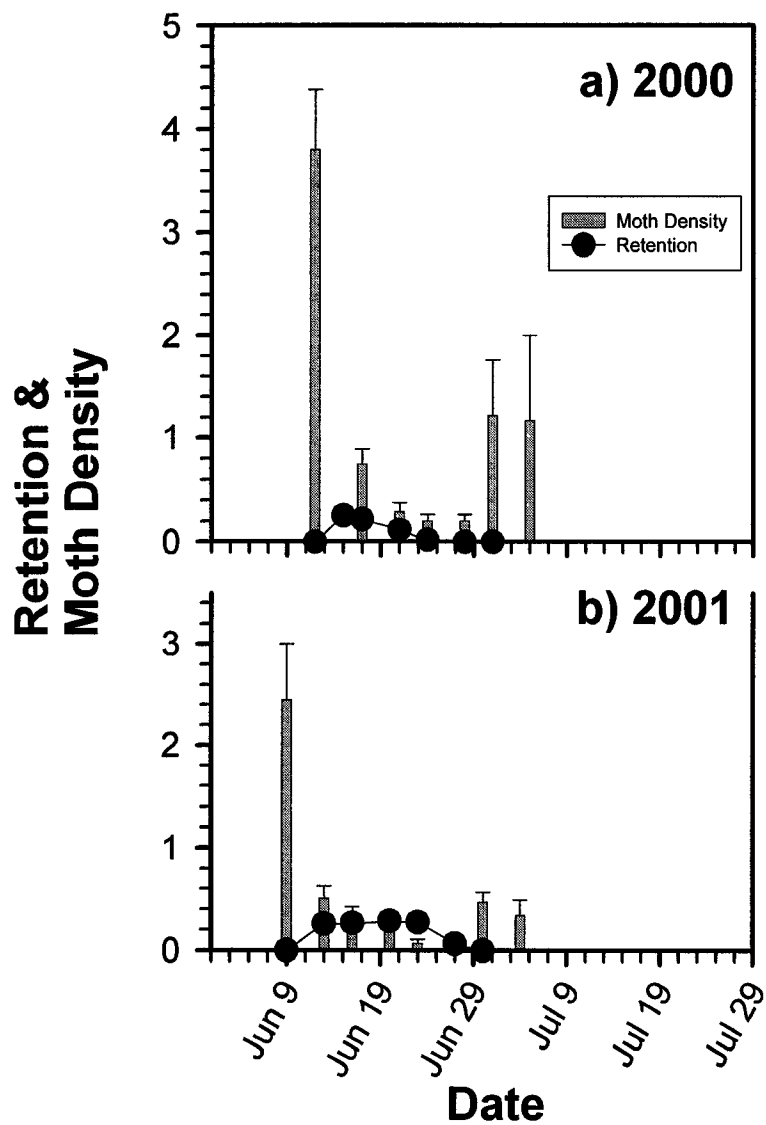 Retention &
Moth Density
5
4
3
2
1
0
a) 2000
Moth Density
Retention
3
2
1
0
b) 2001
Jun 9
Jun 19
Jun 29
Jul 9
Jul 19
Jul 29
Date